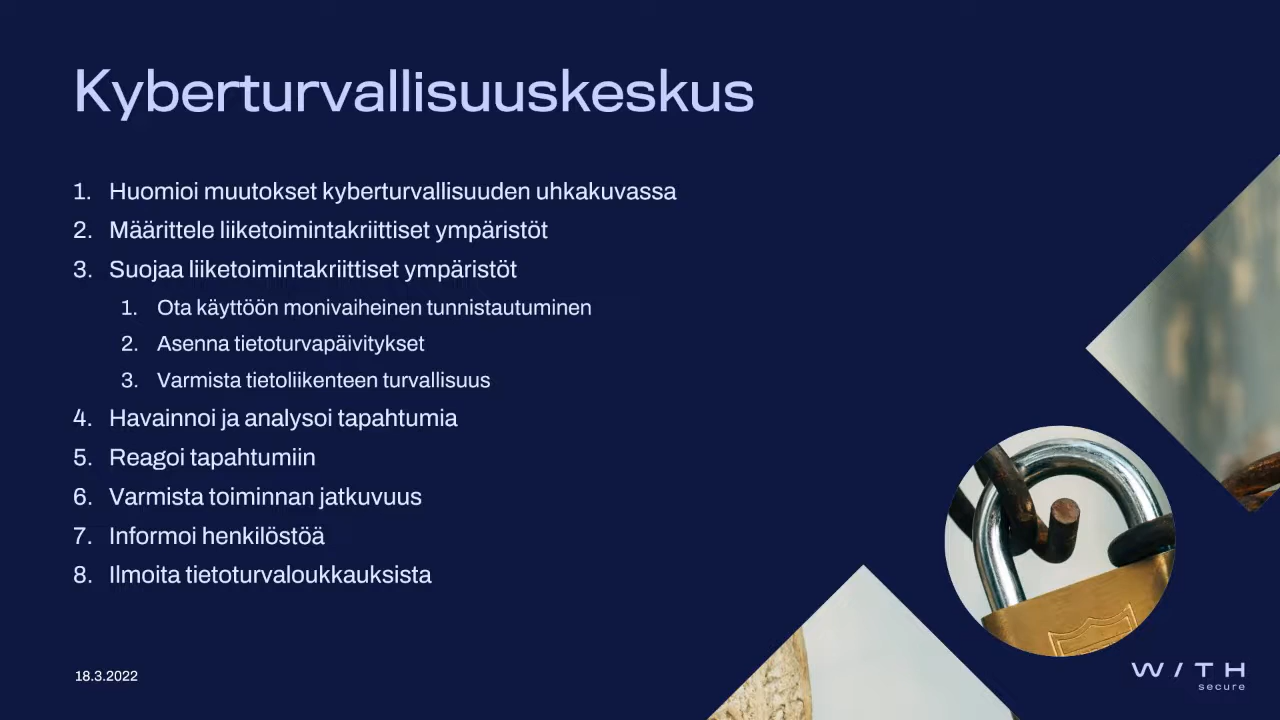 Kyberturvallisuuskeskus
1. Huomioi muutokset kyberturvallisuuden uhkakuvassa
2. Määrittele liiketoimintakriittiset ympäristöt
3. Suojaa liiketoimintakriittiset ympäristöt
1. Ota käyttöön monivaiheinen tunnistautuminen
2. Asenna tietoturvapäivitykset
3. Varmista tietoliikenteen turvallisuus
4. Havainnoi ja analysoi tapahtumia
5. Reagoi tapahtumiin
6. Varmista toiminnan jatkuvuus
7. Informoi henkilöstöä
8. Ilmoita tietoturvaloukkauksista
18.3.2022
W / T H
secure